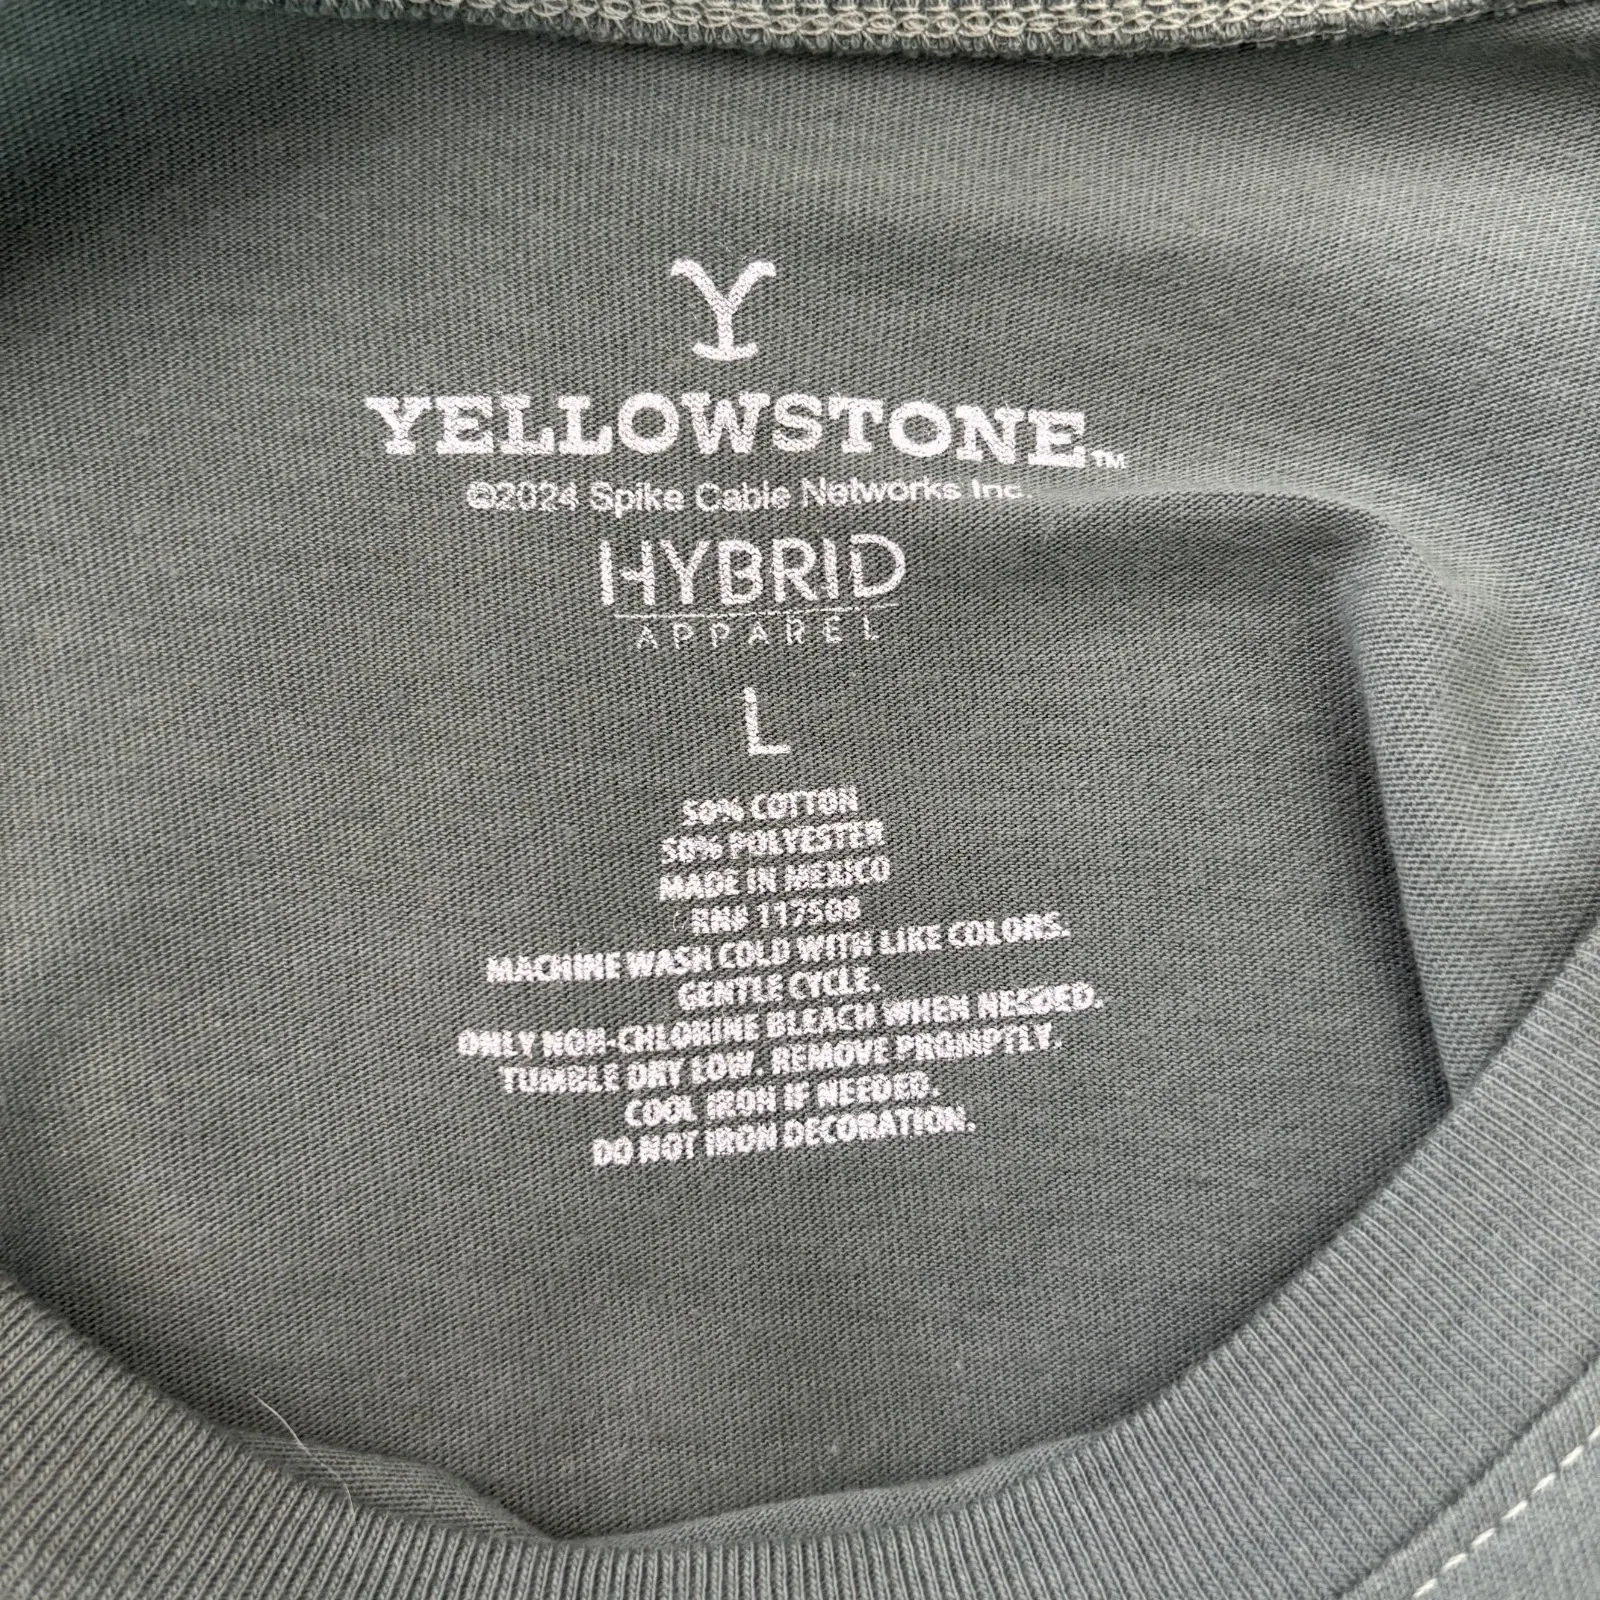 Y
YELLOWSTONE™
©2024 Spike Cable Networks Inc.
HYBRID
APPAREL
L
50% COTTON
50% POLYESTER
MADE IN MEXICO
RN# 117508
MACHINE WASH COLD WITH LIKE COLORS.
GENTLE CYCLE.
ONLY NON-CHLORINE BLEACH WHEN NEEDED.
TUMBLE DRY LOW. REMOVE PROMPTLY.
COOL IRON IF NEEDED.
DO NOT IRON DECORATION.